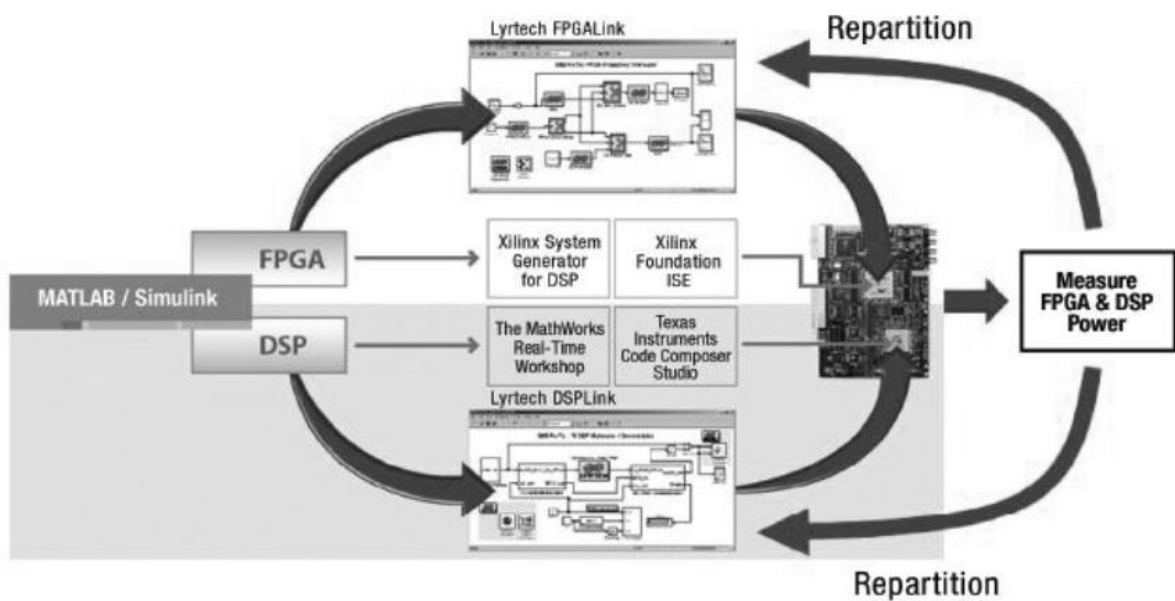 Lyrtech FPGALink
Repartition
FPGA
Xilinx System
Generator
for DSP
Xilinx
Foundation
ISE
MATLAB / Simulink
Measure
FPGA & DSP
Power
DSP
The MathWorks
Real-Time
Workshop
Texas
Instruments
Code Composer
Studio
Lyrtech DSPLink
Repartition